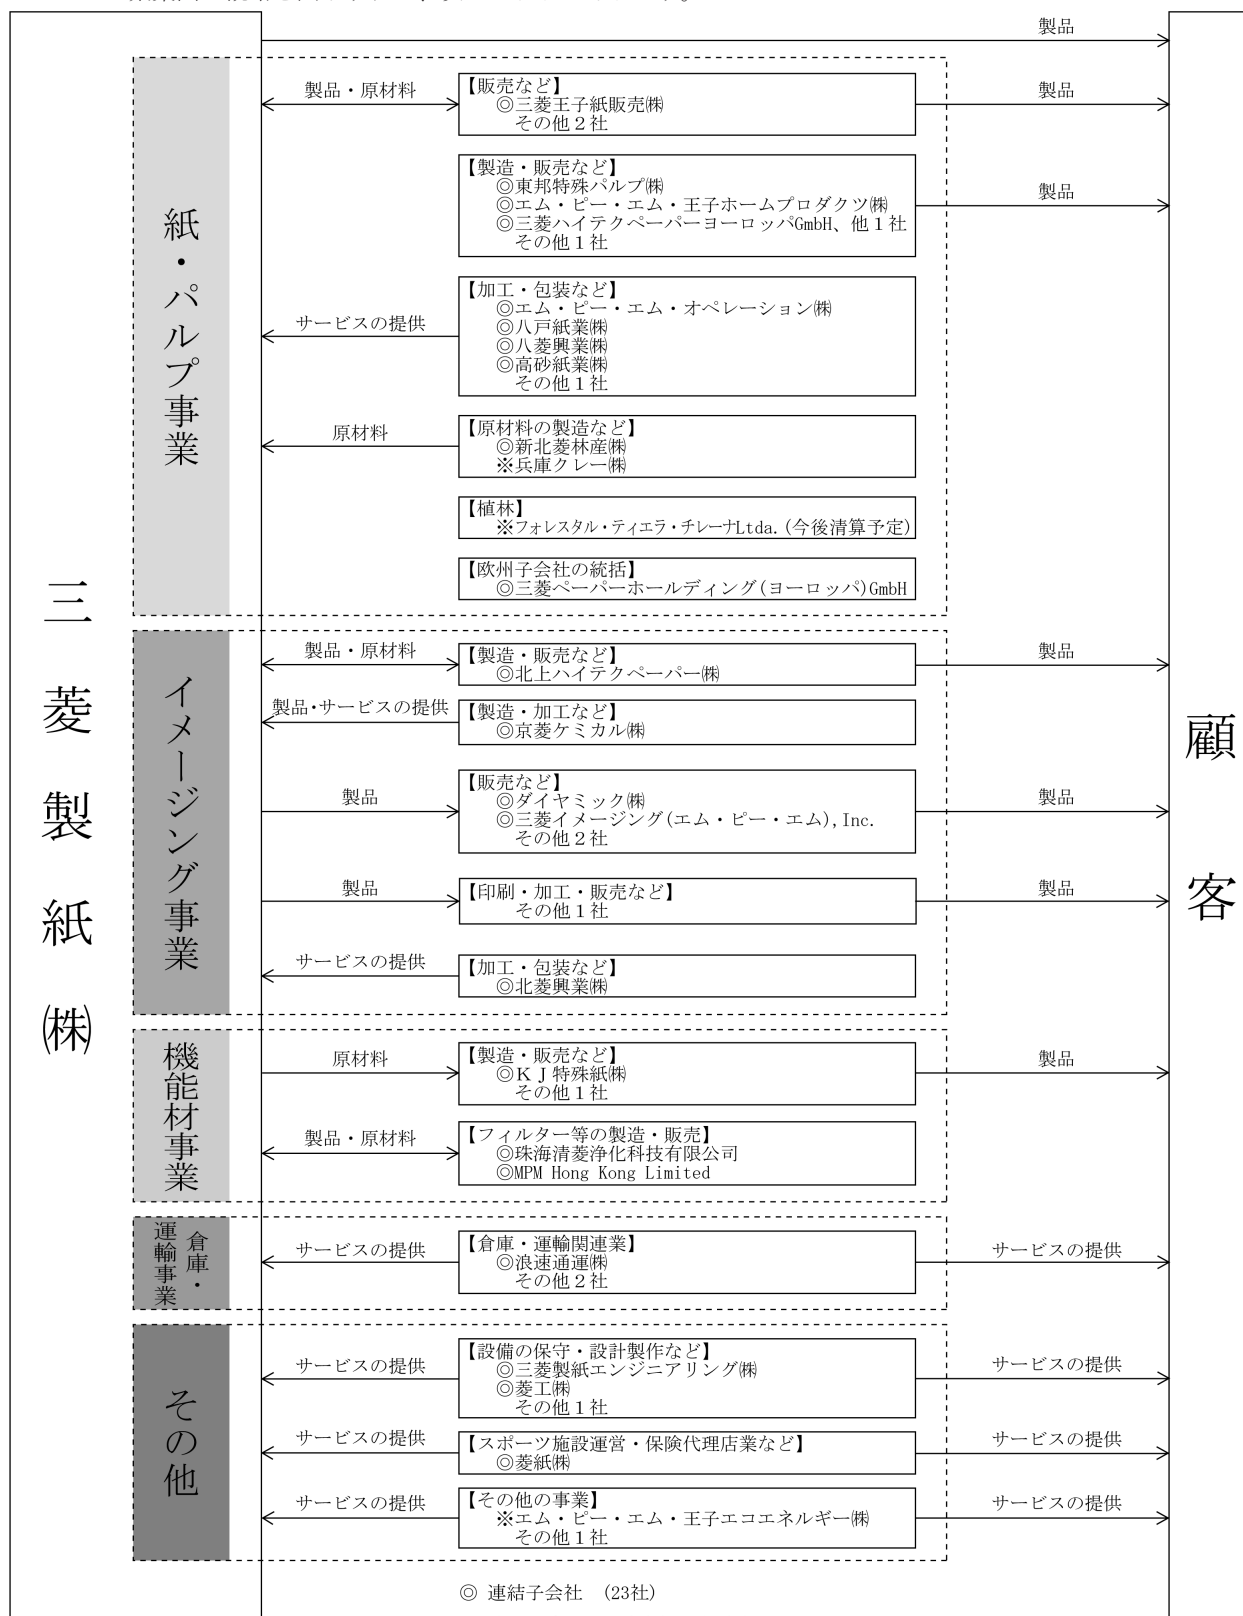 製品
紙・パルプ事業
製品・原材料
【販売など】
◎三菱王子紙販売㈱
その他２社
製品
【製造・販売など】
◎東邦特殊パルプ㈱
◎エム・ピー・エム・王子ホームプロダクツ㈱
◎三菱ハイテクペーパーヨーロッパGmbH、他１社
その他１社
製品
サービスの提供
【加工・包装など】
◎エム・ピー・エム・オペレーション㈱
◎八戸紙業㈱
◎八菱興業㈱
◎高砂紙業㈱
その他１社
原材料
【原材料の製造など】
◎新北菱林産㈱
※兵庫クレー㈱
【植林】
※フォレスタル・ティエラ・チレーナLtda.(今後清算予定)
【欧州子会社の統括】
◎三菱ペーパーホールディング(ヨーロッパ)GmbH
三菱製紙㈱
イメージング事業
製品・原材料
【製造・販売など】
◎北上ハイテクペーパー㈱
製品
製品・サービスの提供
【製造・加工など】
◎京菱ケミカル㈱
顧客
製品
【販売など】
◎ダイヤミック㈱
◎三菱イメージング(エム・ピー・エム),Inc.
その他２社
製品
製品
【印刷・加工・販売など】
その他１社
製品
サービスの提供
【加工・包装など】
◎北菱興業㈱
機能材事業
原材料
【製造・販売など】
◎ＫＪ特殊紙㈱
その他１社
製品
製品・原材料
【フィルター等の製造・販売】
◎珠海清菱浄化科技有限公司
◎MPM Hong Kong Limited
倉庫・
運輸事業
サービスの提供
【倉庫・運輸関連業】
◎浪速通運㈱
その他２社
サービスの提供
その他
サービスの提供
【設備の保守・設計製作など】
◎三菱製紙エンジニアリング㈱
◎菱工㈱
その他１社
サービスの提供
サービスの提供
【スポーツ施設運営・保険代理店業など】
◎菱紙㈱
サービスの提供
サービスの提供
【その他の事業】
※エム・ピー・エム・王子エコエネルギー㈱
その他１社
サービスの提供
◎ 連結子会社 (23社)